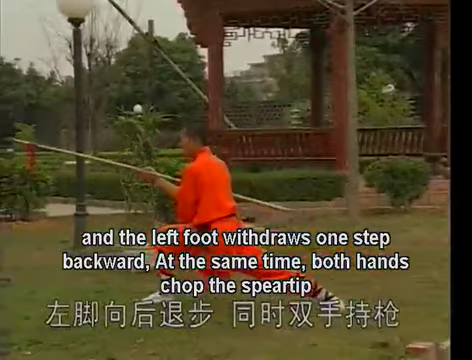 and the left foot withdraws one step
backward, At the same time, both hands
chop the speartip
左脚向后退步 同时双手持枪